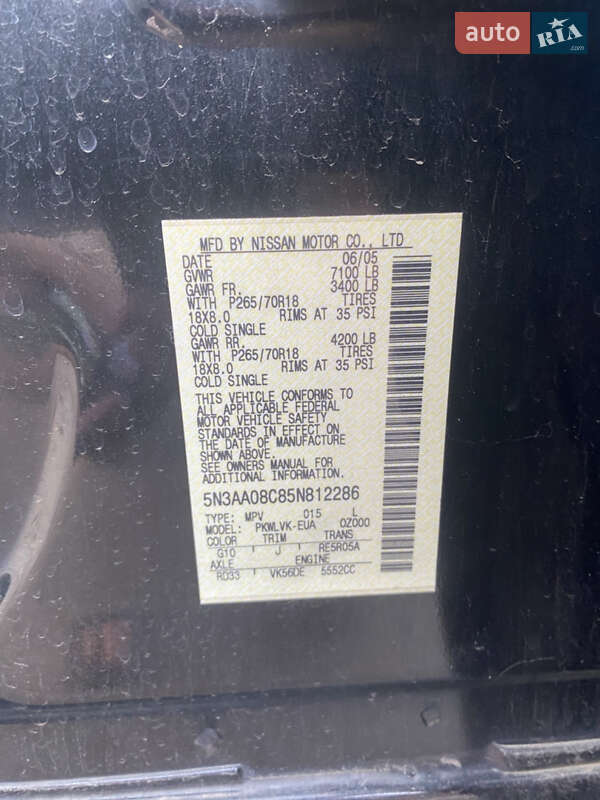 auto RIA.com
MFD BY NISSAN MOTOR CO., LTD
DATE 06/05
GVWR 7100 LB
GAWR FR. 3400 LB
WITH P265/70R18 TIRES
18X8.0 RIMS AT 35 PSI
COLD SINGLE
GAWR RR. 4200 LB
WITH P265/70R18 TIRES
18X8.0 RIMS AT 35 PSI
COLD SINGLE
THIS VEHICLE CONFORMS TO
ALL APPLICABLE FEDERAL
MOTOR VEHICLE SAFETY
STANDARDS IN EFFECT ON
THE DATE OF MANUFACTURE
SHOWN ABOVE.
SEE OWNERS MANUAL FOR
ADDITIONAL INFORMATION
5N3AA08C85N812286
TYPE: MPV 015 L
MODEL: PKWLVK-EUA 0Z000
COLOR TRIM TRANS
G10 J RE5R05A
AXLE ENGINE
RD33 VK56DE 5552CC